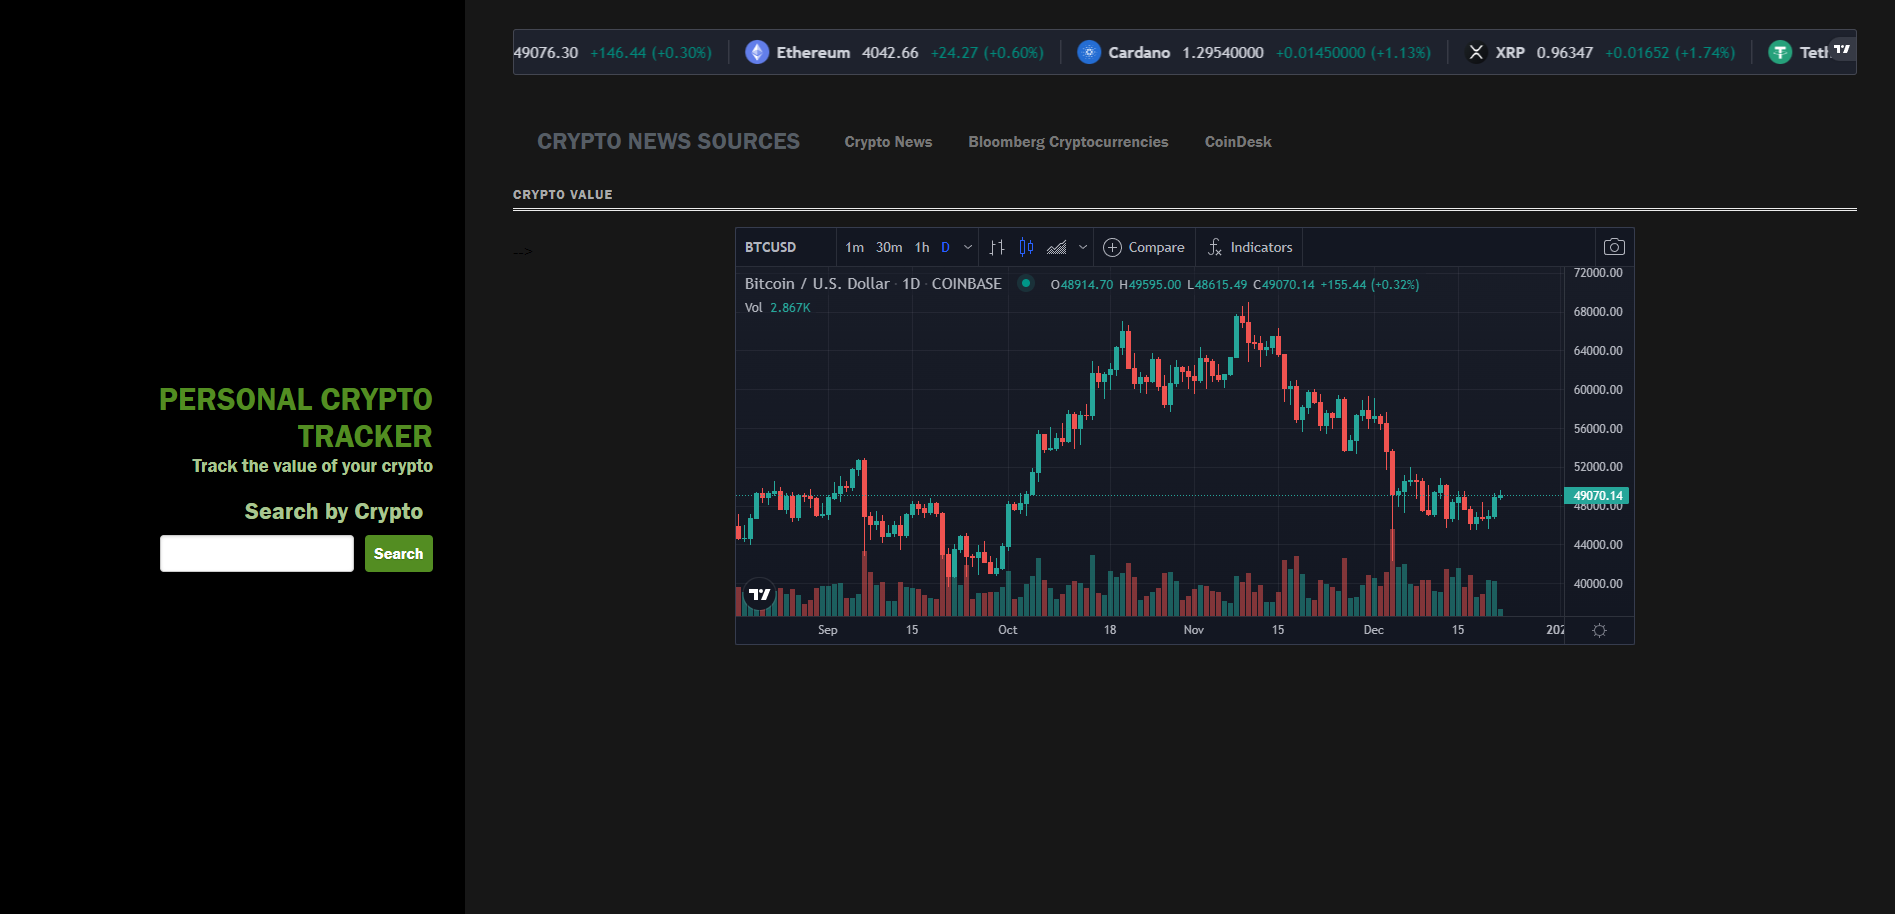 49076.30 +146.44 (+0.30%) Ethereum 4042.66 +24.27 (+0.60%) Cardano 1.29540000 +0.01450000 (+1.13%) XRP 0.96347 +0.01652 (+1.74%) Teth
CRYPTO NEWS SOURCES Crypto News Bloomberg Cryptocurrencies CoinDesk
CRYPTO VALUE
-->
BTCUSD 1m 30m 1h D Compare Indicators
Bitcoin / U.S. Dollar · 1D · COINBASE O48914.70 H49595.00 L48615.49 C49070.14 +155.44 (+0.32%)
Vol 2.867K
72000.00
68000.00
64000.00
60000.00
56000.00
52000.00
49070.14
48000.00
44000.00
40000.00
Sep 15 Oct 18 Nov 15 Dec 15 202
PERSONAL CRYPTO
TRACKER
Track the value of your crypto
Search by Crypto
Search